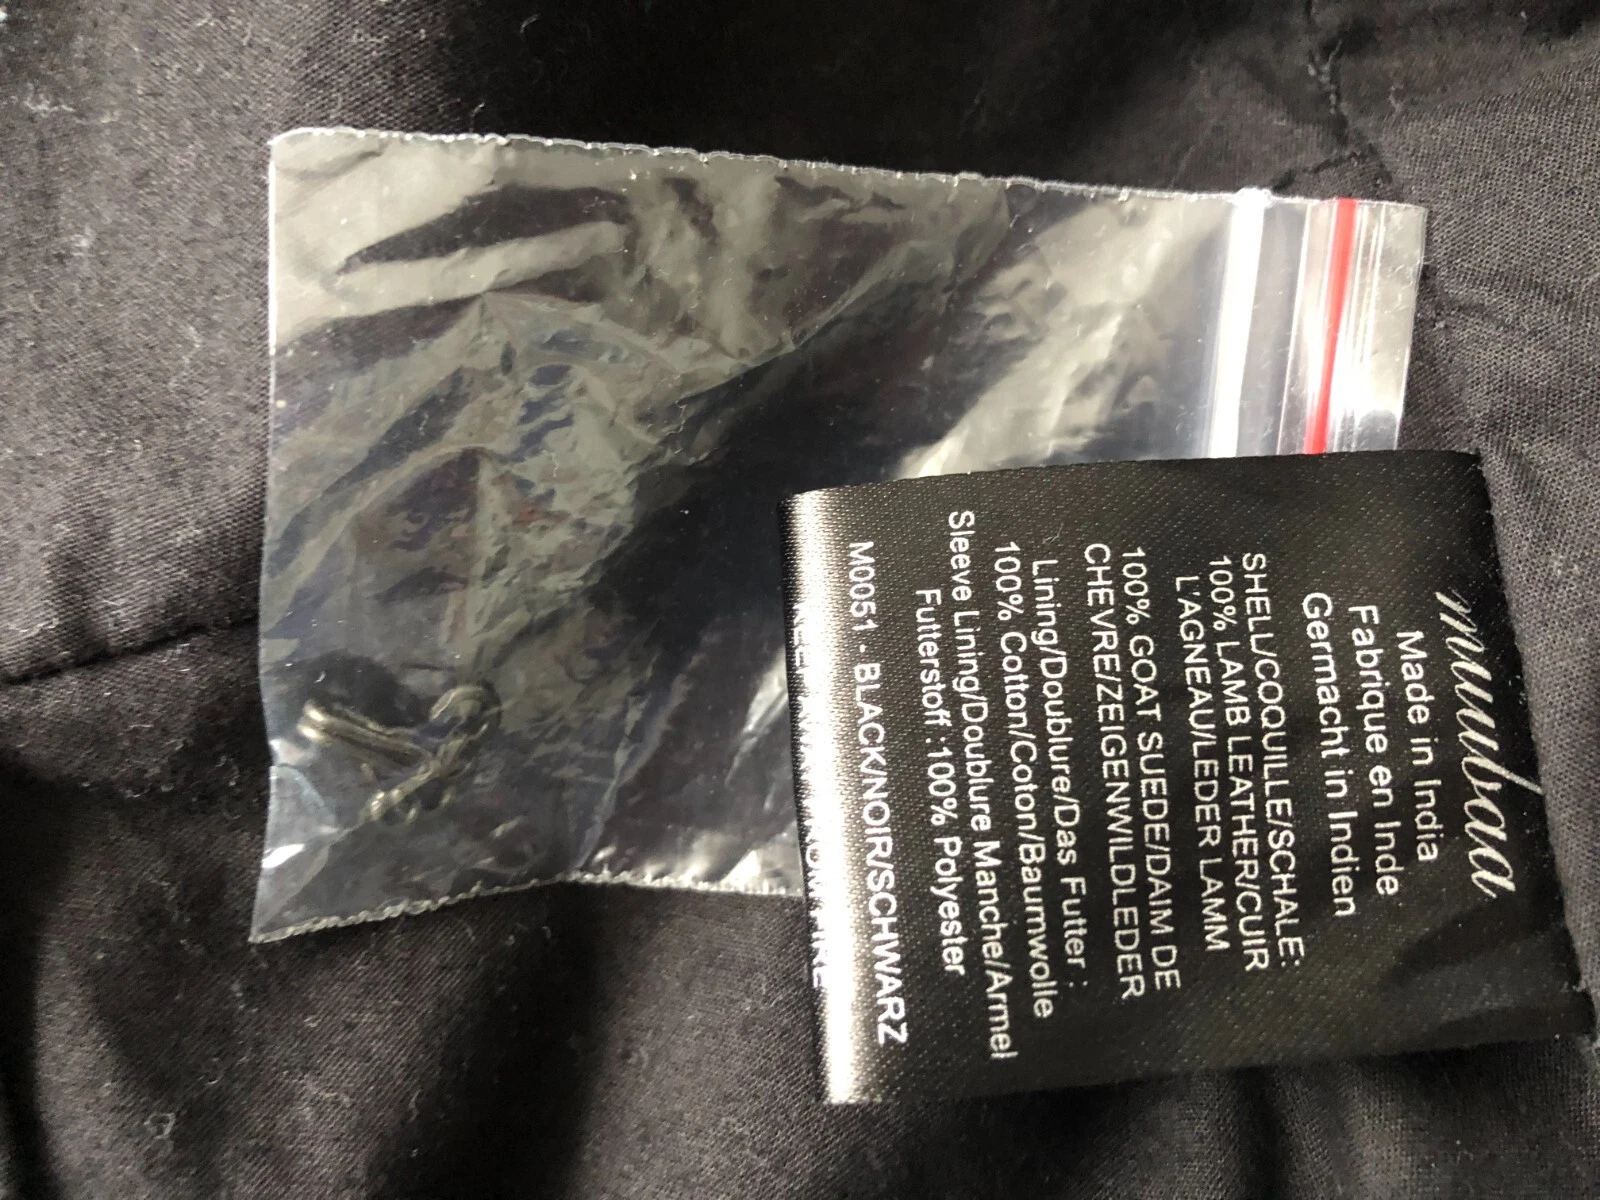 muubaa
Made in India
Fabrique en Inde
Germacht in Indien
SHELL/COQUILLE/SCHALE:
100% LAMB LEATHER/CUIR
L'AGNEAU/LEDER LAMM
100% GOAT SUEDE/DAIM DE
CHEVRE/ZEIGENWILDLEDER
Lining/Doublure/Das Futter :
100% Cotton/Coton/Baumwolle
Sleeve Lining/Doublure Manche/Armel
Futterstoff :100% Polyester
M0051 - BLACK/NOIR/SCHWARZ